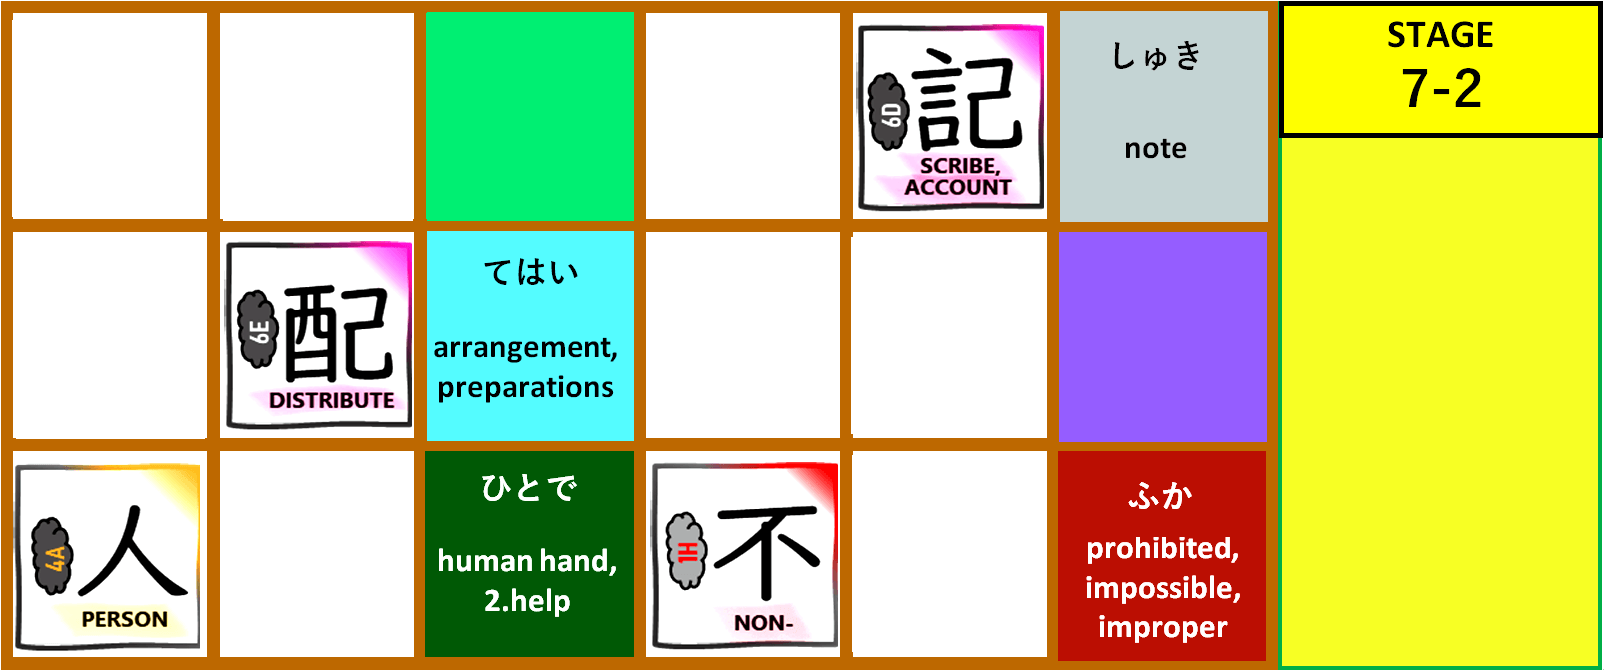 記
6D
SCRIBE,
ACCOUNT
しゅき
note
STAGE
7-2
配
6E
DISTRIBUTE
てはい
arrangement,
preparations
人
4A
PERSON
ひとで
human hand,
2.help
不
1H
NON-
ふか
prohibited,
impossible,
improper